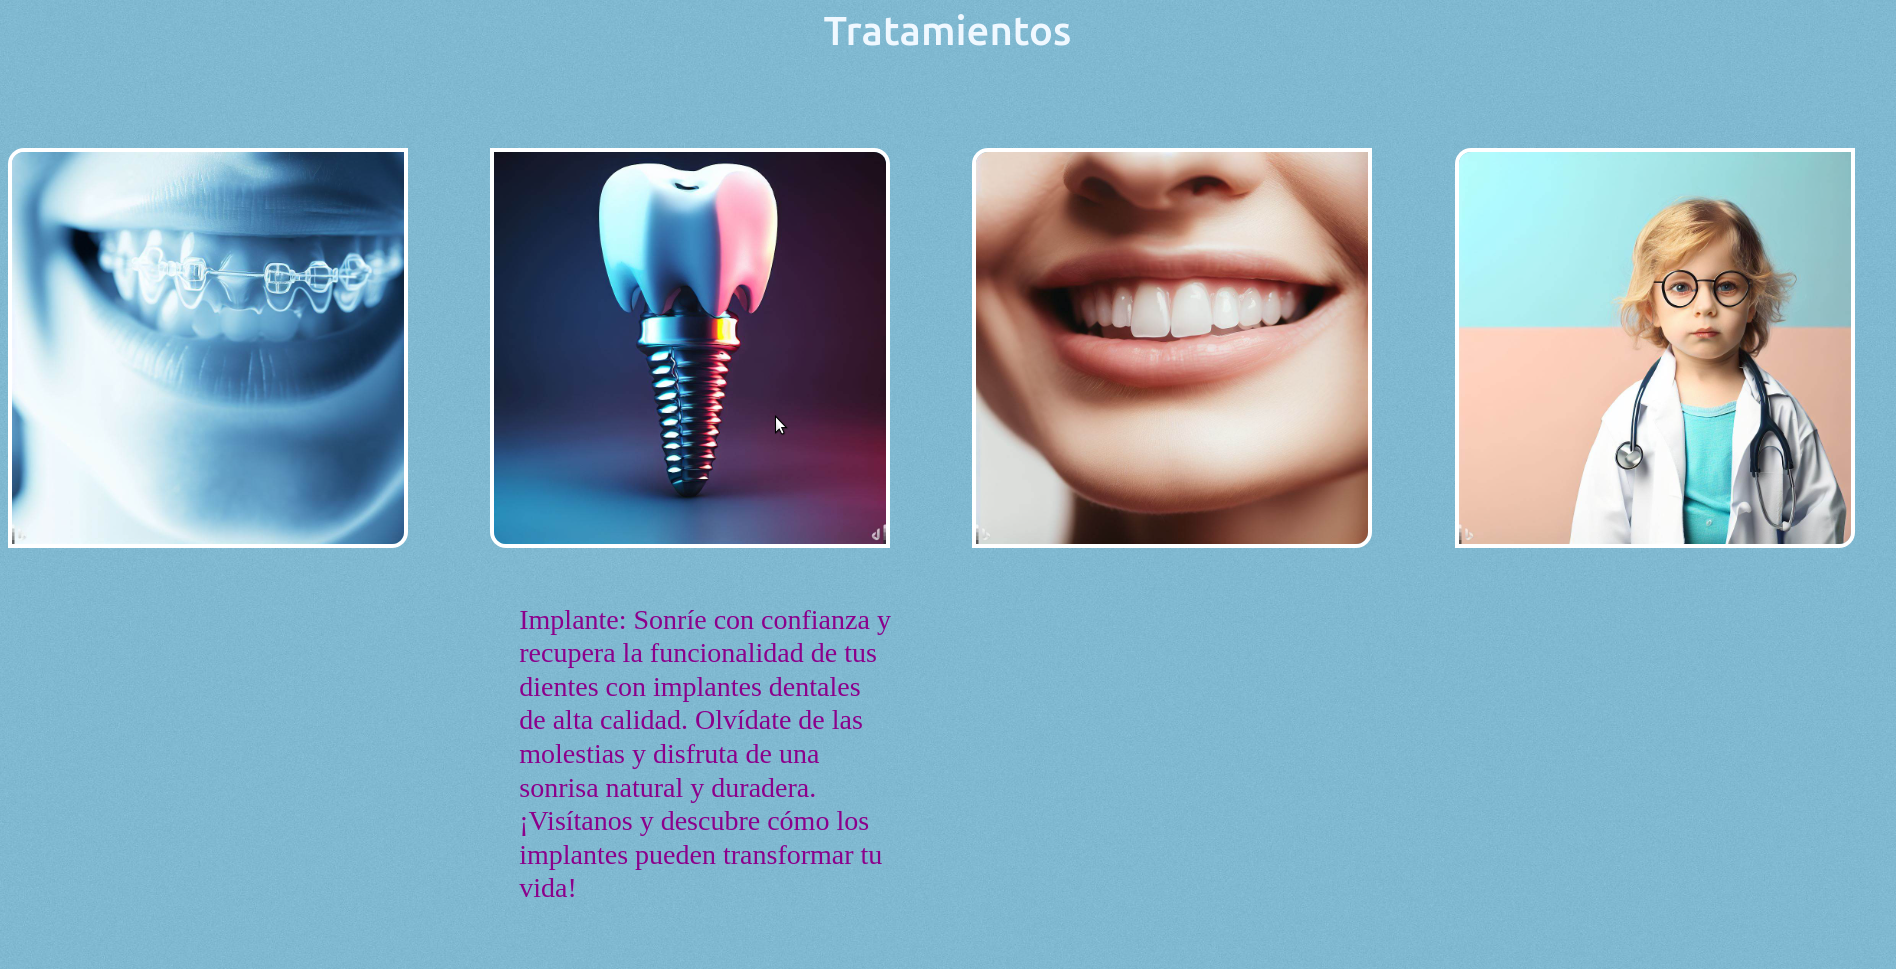 Tratamientos
Implante: Sonríe con confianza y
recupera la funcionalidad de tus
dientes con implantes dentales
de alta calidad. Olvídate de las
molestias y disfruta de una
sonrisa natural y duradera.
¡Visítanos y descubre cómo los
implantes pueden transformar tu
vida!